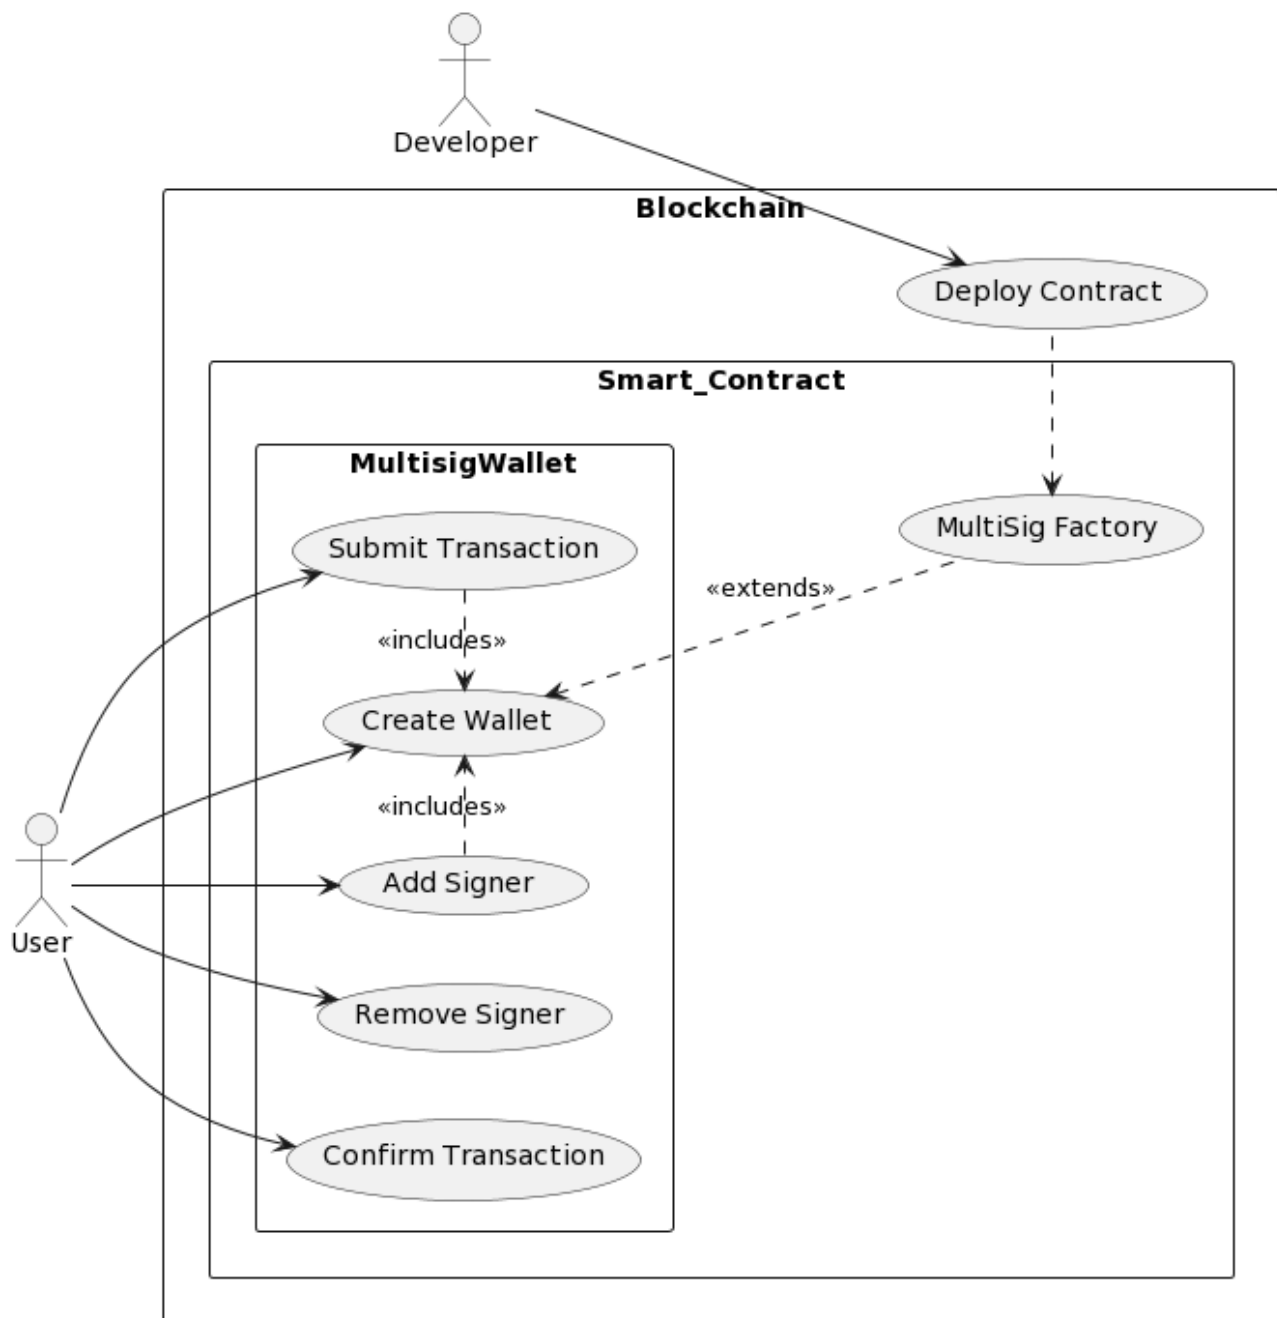 Developer
Blockchain
Deploy Contract
Smart_Contract
MultisigWallet
MultiSig Factory
Submit Transaction
«extends»
«includes»
Create Wallet
«includes»
Add Signer
User
Remove Signer
Confirm Transaction